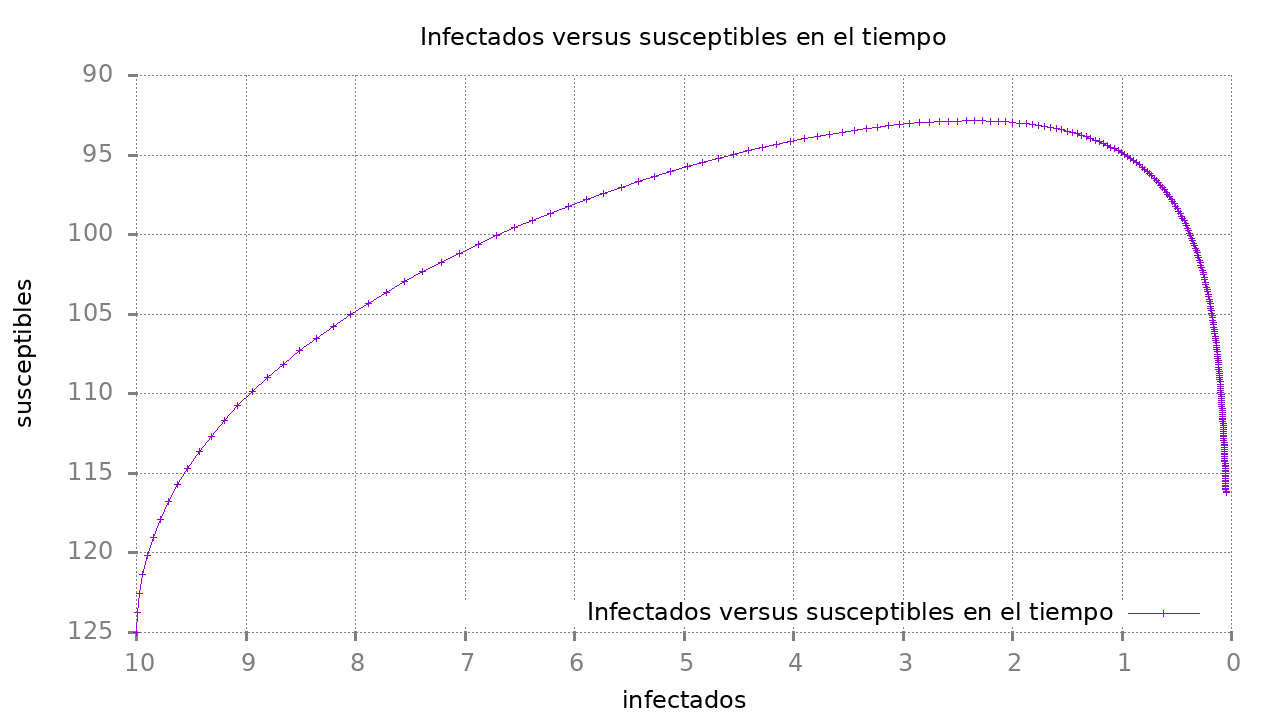 Infectados versus susceptibles en el tiempo
90
95
100
105
110
115
120
125
susceptibles
Infectados versus susceptibles en el tiempo
10 9 8 7 6 5 4 3 2 1 0
infectados